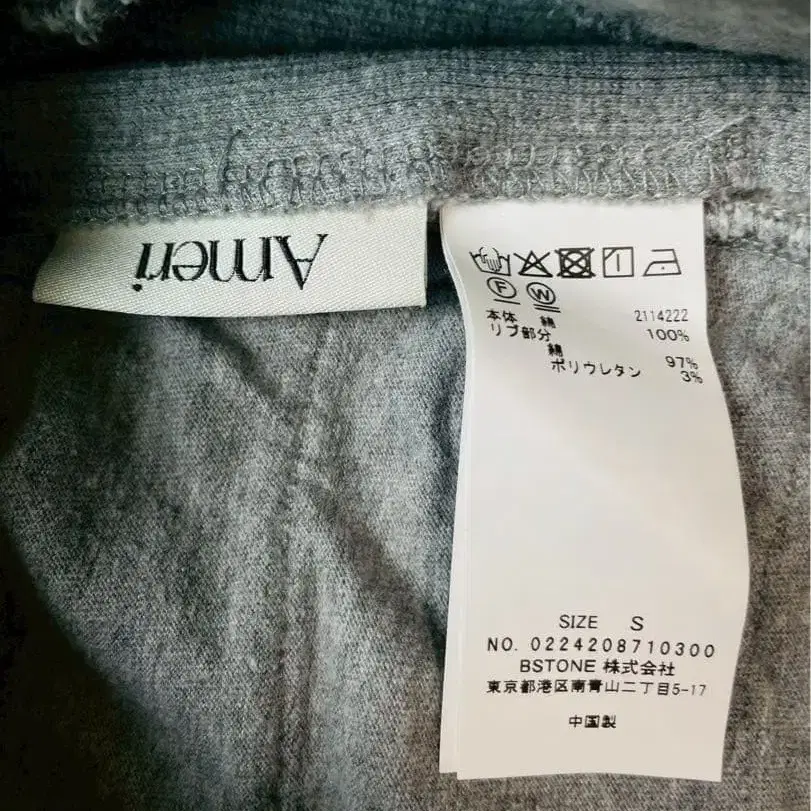 Ameri
F W
2114222
本体 綿 100%
リブ部分
綿 97%
ポリウレタン 3%
SIZE S
NO. 0224208710300
BSTONE 株式会社
東京都港区南青山二丁目5-17
中国製